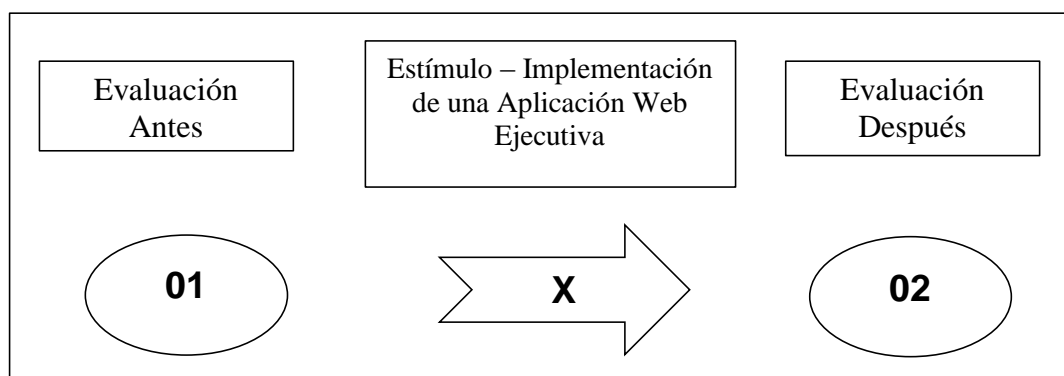 Evaluación
Antes
Estímulo – Implementación
de una Aplicación Web
Ejecutiva
Evaluación
Después
01
X
02